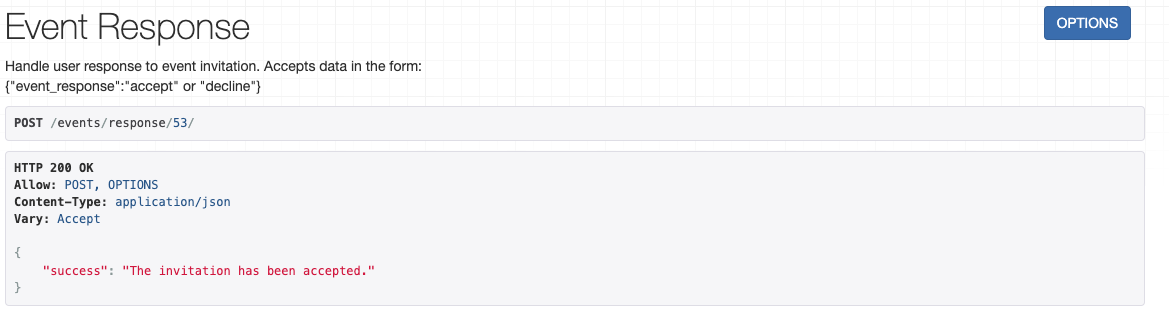 Event Response
OPTIONS
Handle user response to event invitation. Accepts data in the form:
{"event_response":"accept" or "decline"}
POST /events/response/53/
HTTP 200 OK
Allow: POST, OPTIONS
Content-Type: application/json
Vary: Accept
{
"success": "The invitation has been accepted."
}